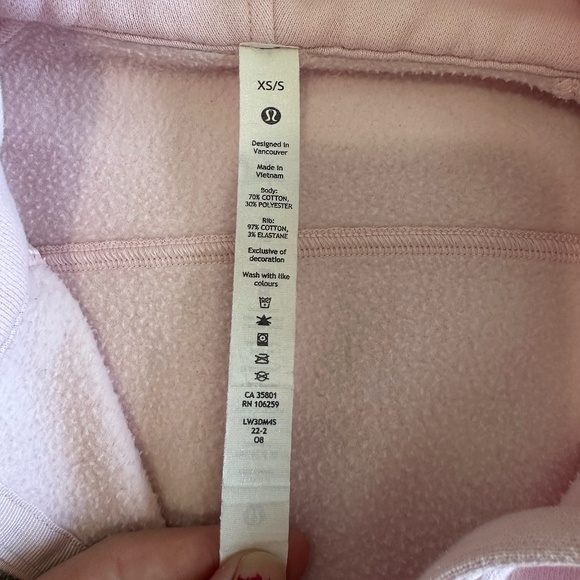 XS/S
Designed in
Vancouver
Made in
Vietnam
Body:
70% COTTON,
30% POLYESTER
Rib:
97% COTTON,
3% ELASTANE
Exclusive of
decoration
Wash with like
colours
CA 35801
RN 106259
LW3DM4S
22-2
08